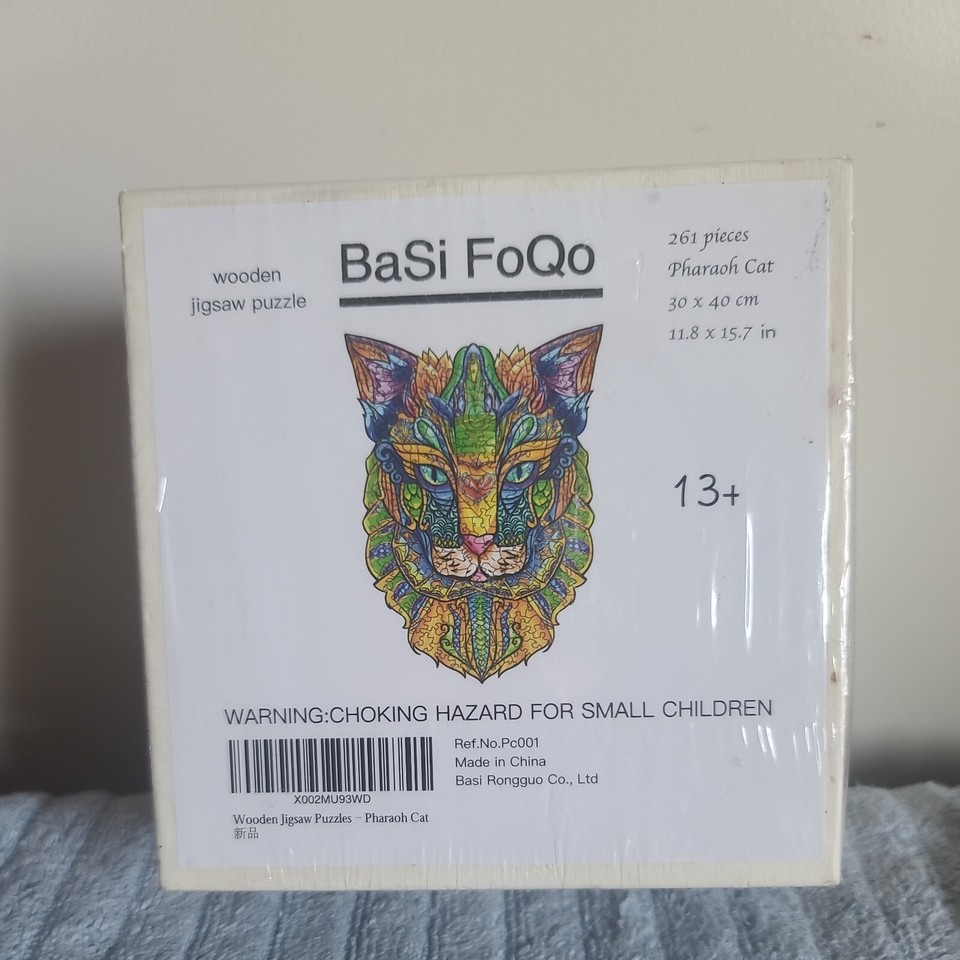 BaSi FoQo
wooden
jigsaw puzzle
261 pieces
Pharaoh Cat
30 x 40 cm
11.8 x 15.7 in
13+
WARNING:CHOKING HAZARD FOR SMALL CHILDREN
X002MU93WD
Wooden Jigsaw Puzzles - Pharaoh Cat
新品
Ref.No.Pc001
Made in China
Basi Rongguo Co., Ltd